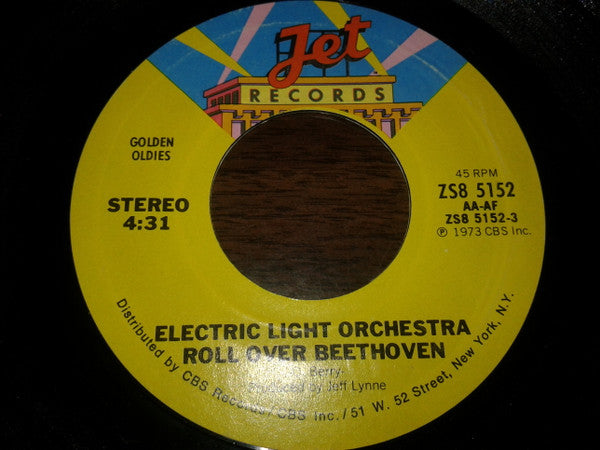 Jet
RECORDS
GOLDEN
OLDIES
STEREO
4:31
45 RPM
ZS8 5152
AA-AF
ZS8 5152-3
Ⓟ 1973 CBS Inc.
ELECTRIC LIGHT ORCHESTRA
ROLL OVER BEETHOVEN
Berry
Produced by Jeff Lynne
Distributed by CBS Records/CBS Inc./51 W. 52 Street, New York, N.Y.